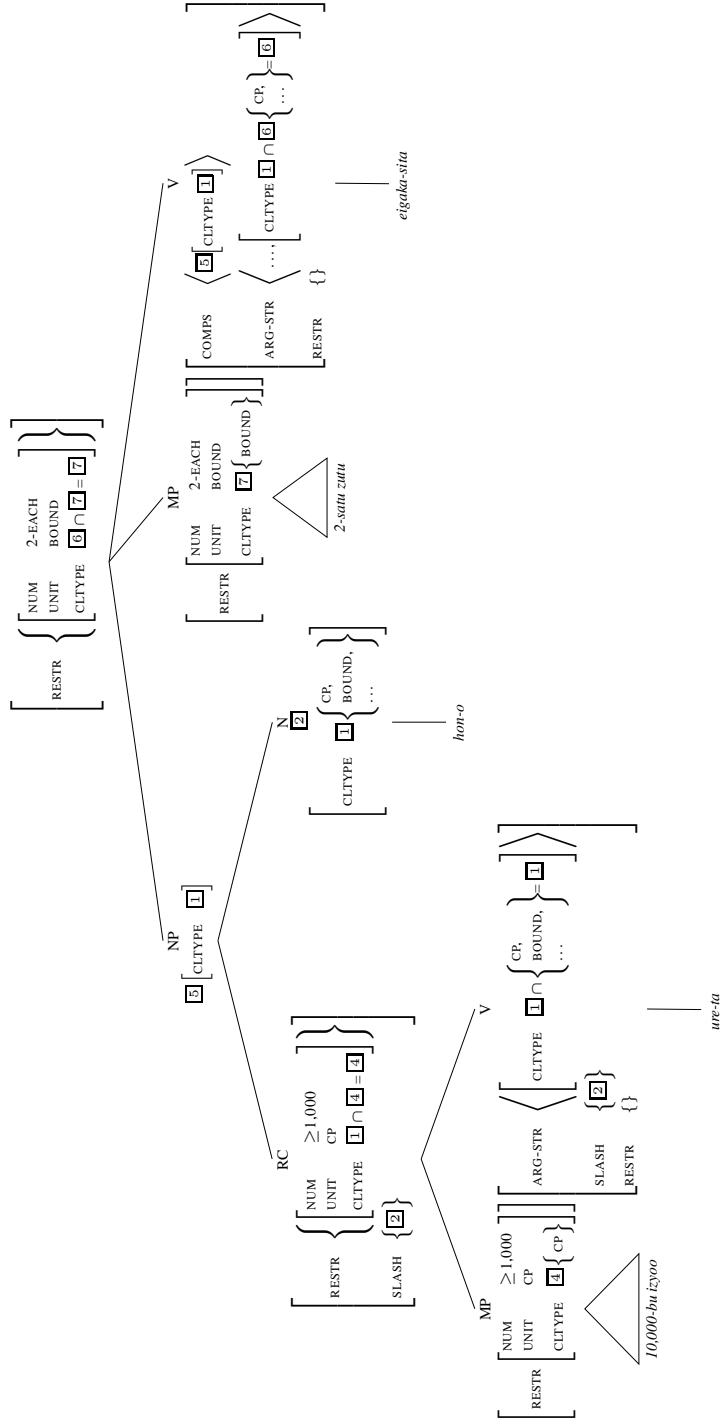 [RESTR { [NUM 2-EACH
UNIT BOUND
CLTYPE 6 ∩ 7 = 7] } ]
NP
5 [CLTYPE 1]
MP
[RESTR [NUM 2-EACH
UNIT BOUND
CLTYPE 7 {BOUND}]]
2-satu zutu
V
[COMPS ⟨ 5 [CLTYPE 1] ⟩
ARG-STR ⟨ ...., [CLTYPE 1 ∩ 6 {CP, ...} = 6] ⟩
RESTR {}]
eigaka-sita
RC
[RESTR { [NUM ≥1,000
UNIT CP
CLTYPE 1 ∩ 4 = 4] }
SLASH { 2 }]
N
2
[CLTYPE 1 {CP, BOUND, ...}]
hon-o
MP
[RESTR [NUM ≥1,000
UNIT CP
CLTYPE 4 {CP}]]
10,000-bu izyoo
V
[ARG-STR ⟨ [CLTYPE 1 ∩ {CP, BOUND, ...} = 1] ⟩
SLASH { 2 }
RESTR {}]
ure-ta